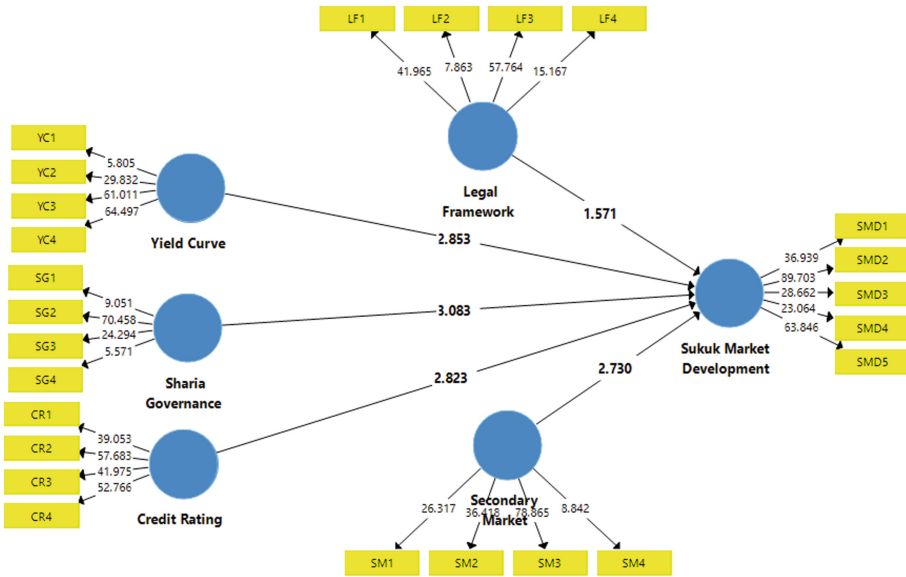 LF1
LF2
LF3
LF4
41.965
7.863
57.764
15.167
Legal
Framework
YC1
YC2
YC3
YC4
5.805
29.832
61.011
64.497
Yield Curve
SG1
SG2
SG3
SG4
9.051
70.458
24.294
5.571
Sharia
Governance
CR1
CR2
CR3
CR4
39.053
57.683
41.975
52.766
Credit Rating
1.571
2.853
3.083
2.823
2.730
SMD1
SMD2
SMD3
SMD4
SMD5
36.939
89.703
28.662
23.064
63.846
Sukuk Market
Development
Secondary
Market
26.317
36.418
78.865
8.842
SM1
SM2
SM3
SM4